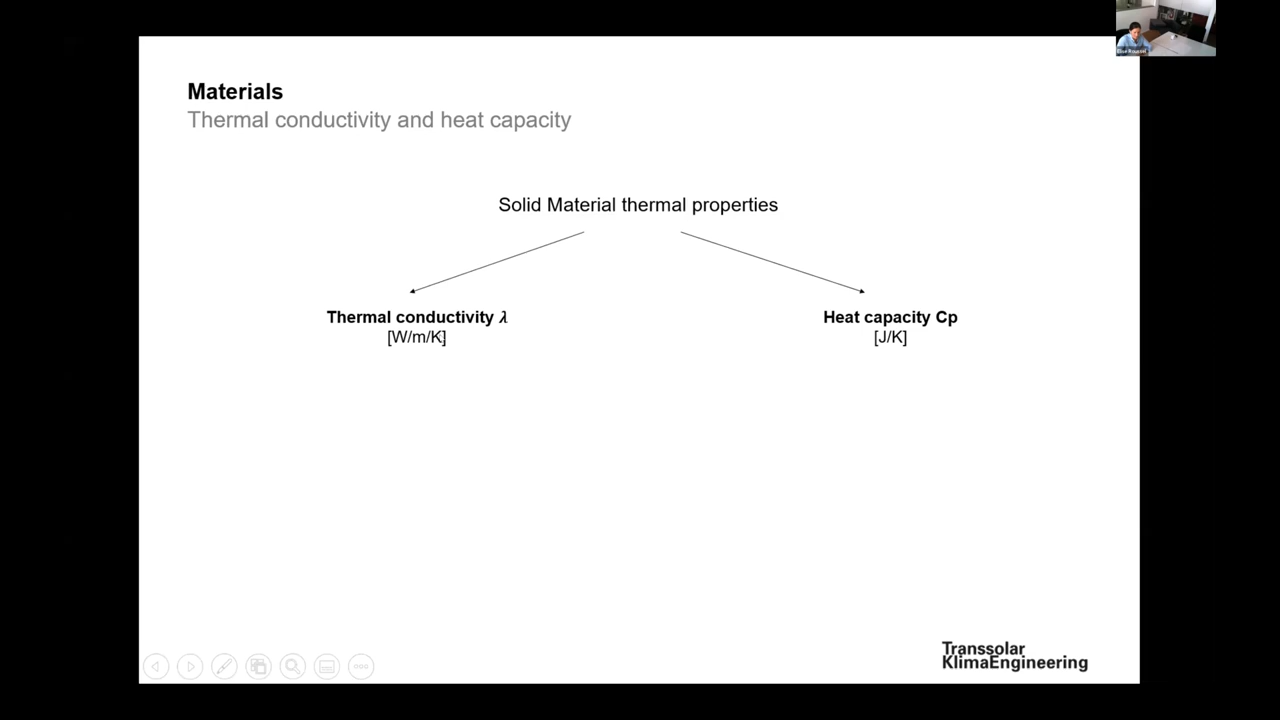 Materials
Thermal conductivity and heat capacity
Solid Material thermal properties
Thermal conductivity λ
[W/m/K]
Heat capacity Cp
[J/K]
Transsolar
KlimaEngineering